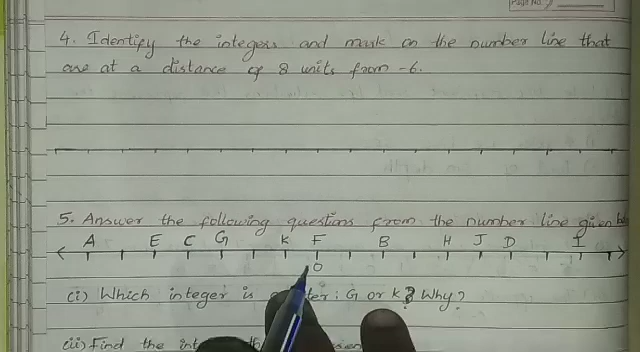 Page No.
4. Identify the integers and mark on the number line that
are at a distance of 8 units from -6.
5. Answer the following questions from the number line given
A E C G K F B H J D I
0
(i) Which integer is : G or K? Why?
(ii) Find the